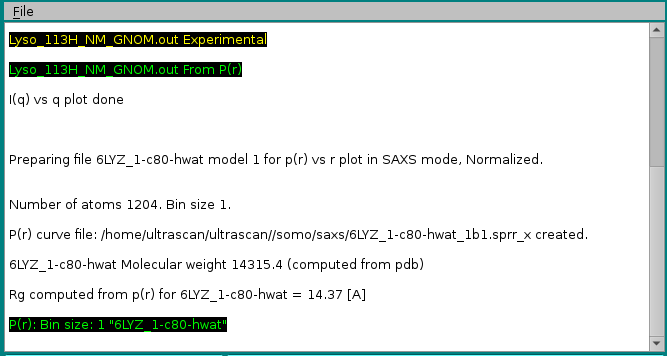 File
Lyso_113H_NM_GNOM.out Experimental
Lyso_113H_NM_GNOM.out From P(r)
I(q) vs q plot done
Preparing file 6LYZ_1-c80-hwat model 1 for p(r) vs r plot in SAXS mode, Normalized.
Number of atoms 1204. Bin size 1.
P(r) curve file: /home/ultrascan/ultrascan//somo/saxs/6LYZ_1-c80-hwat_1b1.sprr_x created.
6LYZ_1-c80-hwat Molecular weight 14315.4 (computed from pdb)
Rg computed from p(r) for 6LYZ_1-c80-hwat = 14.37 [A]
P(r): Bin size: 1 "6LYZ_1-c80-hwat"